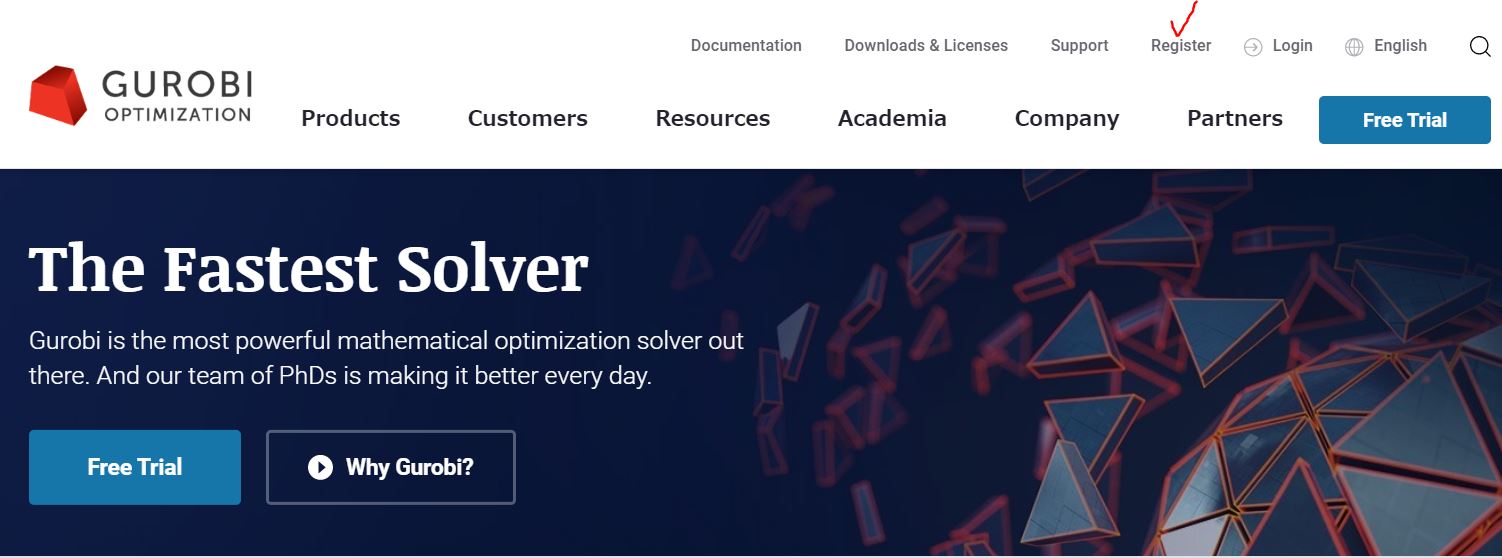 Documentation Downloads & Licenses Support Register Login English
GUROBI
OPTIMIZATION
Products Customers Resources Academia Company Partners Free Trial
The Fastest Solver
Gurobi is the most powerful mathematical optimization solver out
there. And our team of PhDs is making it better every day.
Free Trial Why Gurobi?